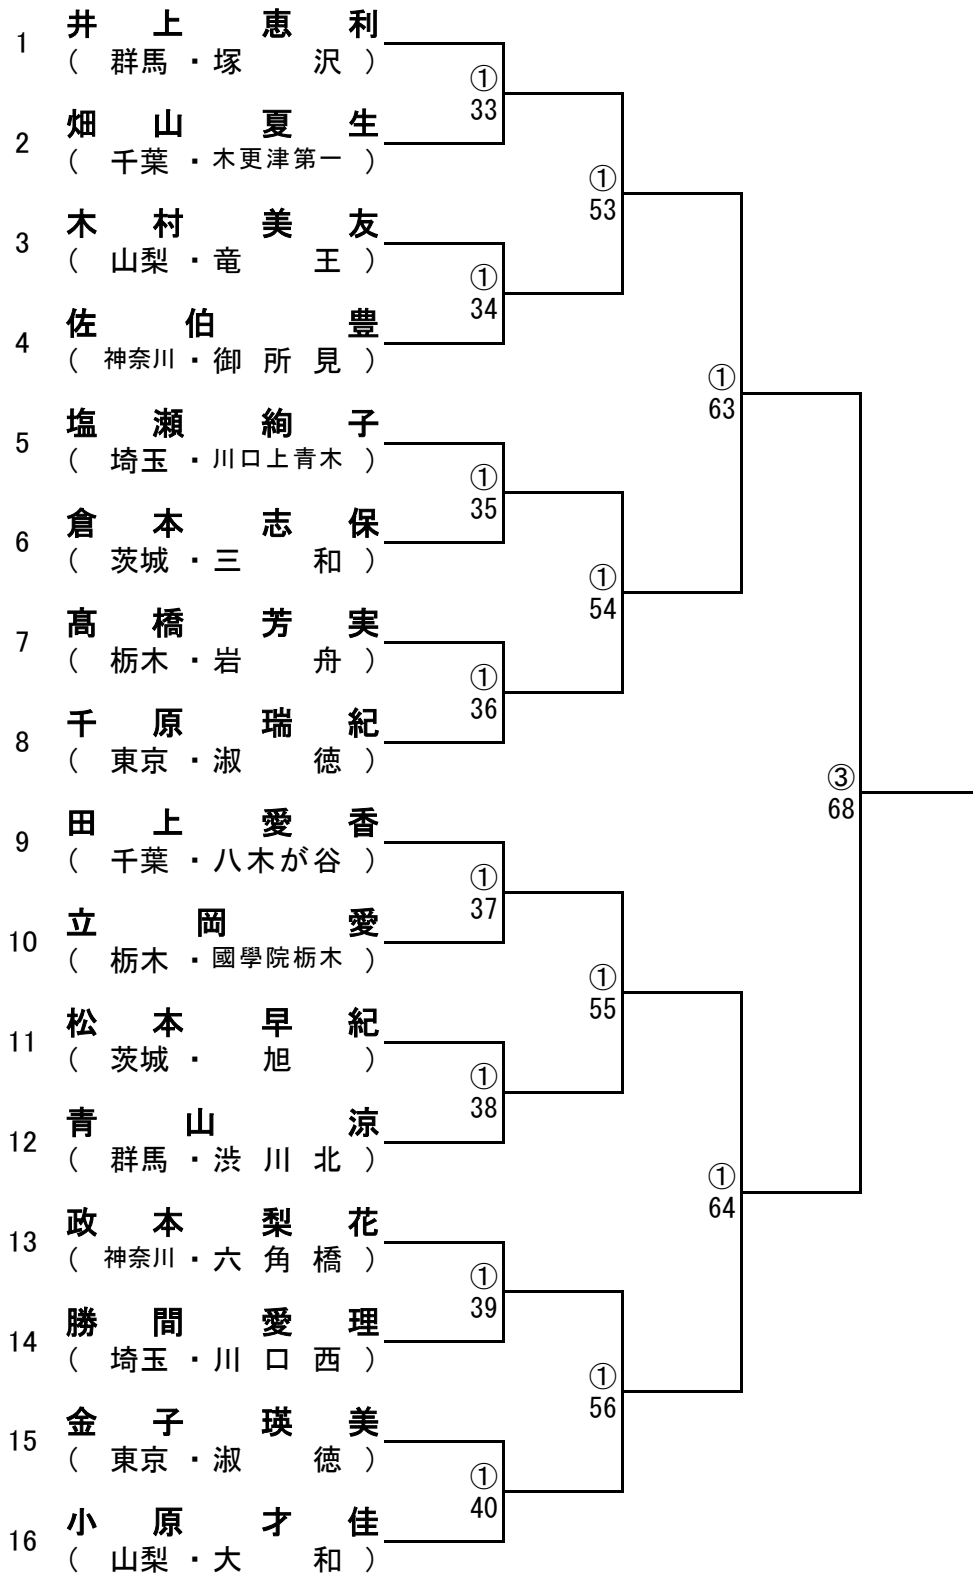 1 井上恵利
（群馬・塚沢）
2 畑山夏生
（千葉・木更津第一）
① 33
3 木村美友
（山梨・竜王）
4 佐伯豊
（神奈川・御所見）
① 34
① 53
5 塩瀬絢子
（埼玉・川口上青木）
6 倉本志保
（茨城・三和）
① 35
7 髙橋芳実
（栃木・岩舟）
8 千原瑞紀
（東京・淑徳）
① 36
① 54
① 63
9 田上愛香
（千葉・八木が谷）
10 立岡愛
（栃木・國學院栃木）
① 37
11 松本早紀
（茨城・旭）
12 青山涼
（群馬・渋川北）
① 38
① 55
13 政本梨花
（神奈川・六角橋）
14 勝間愛理
（埼玉・川口西）
① 39
15 金子瑛美
（東京・淑徳）
16 小原才佳
（山梨・大和）
① 40
① 56
① 64
③ 68